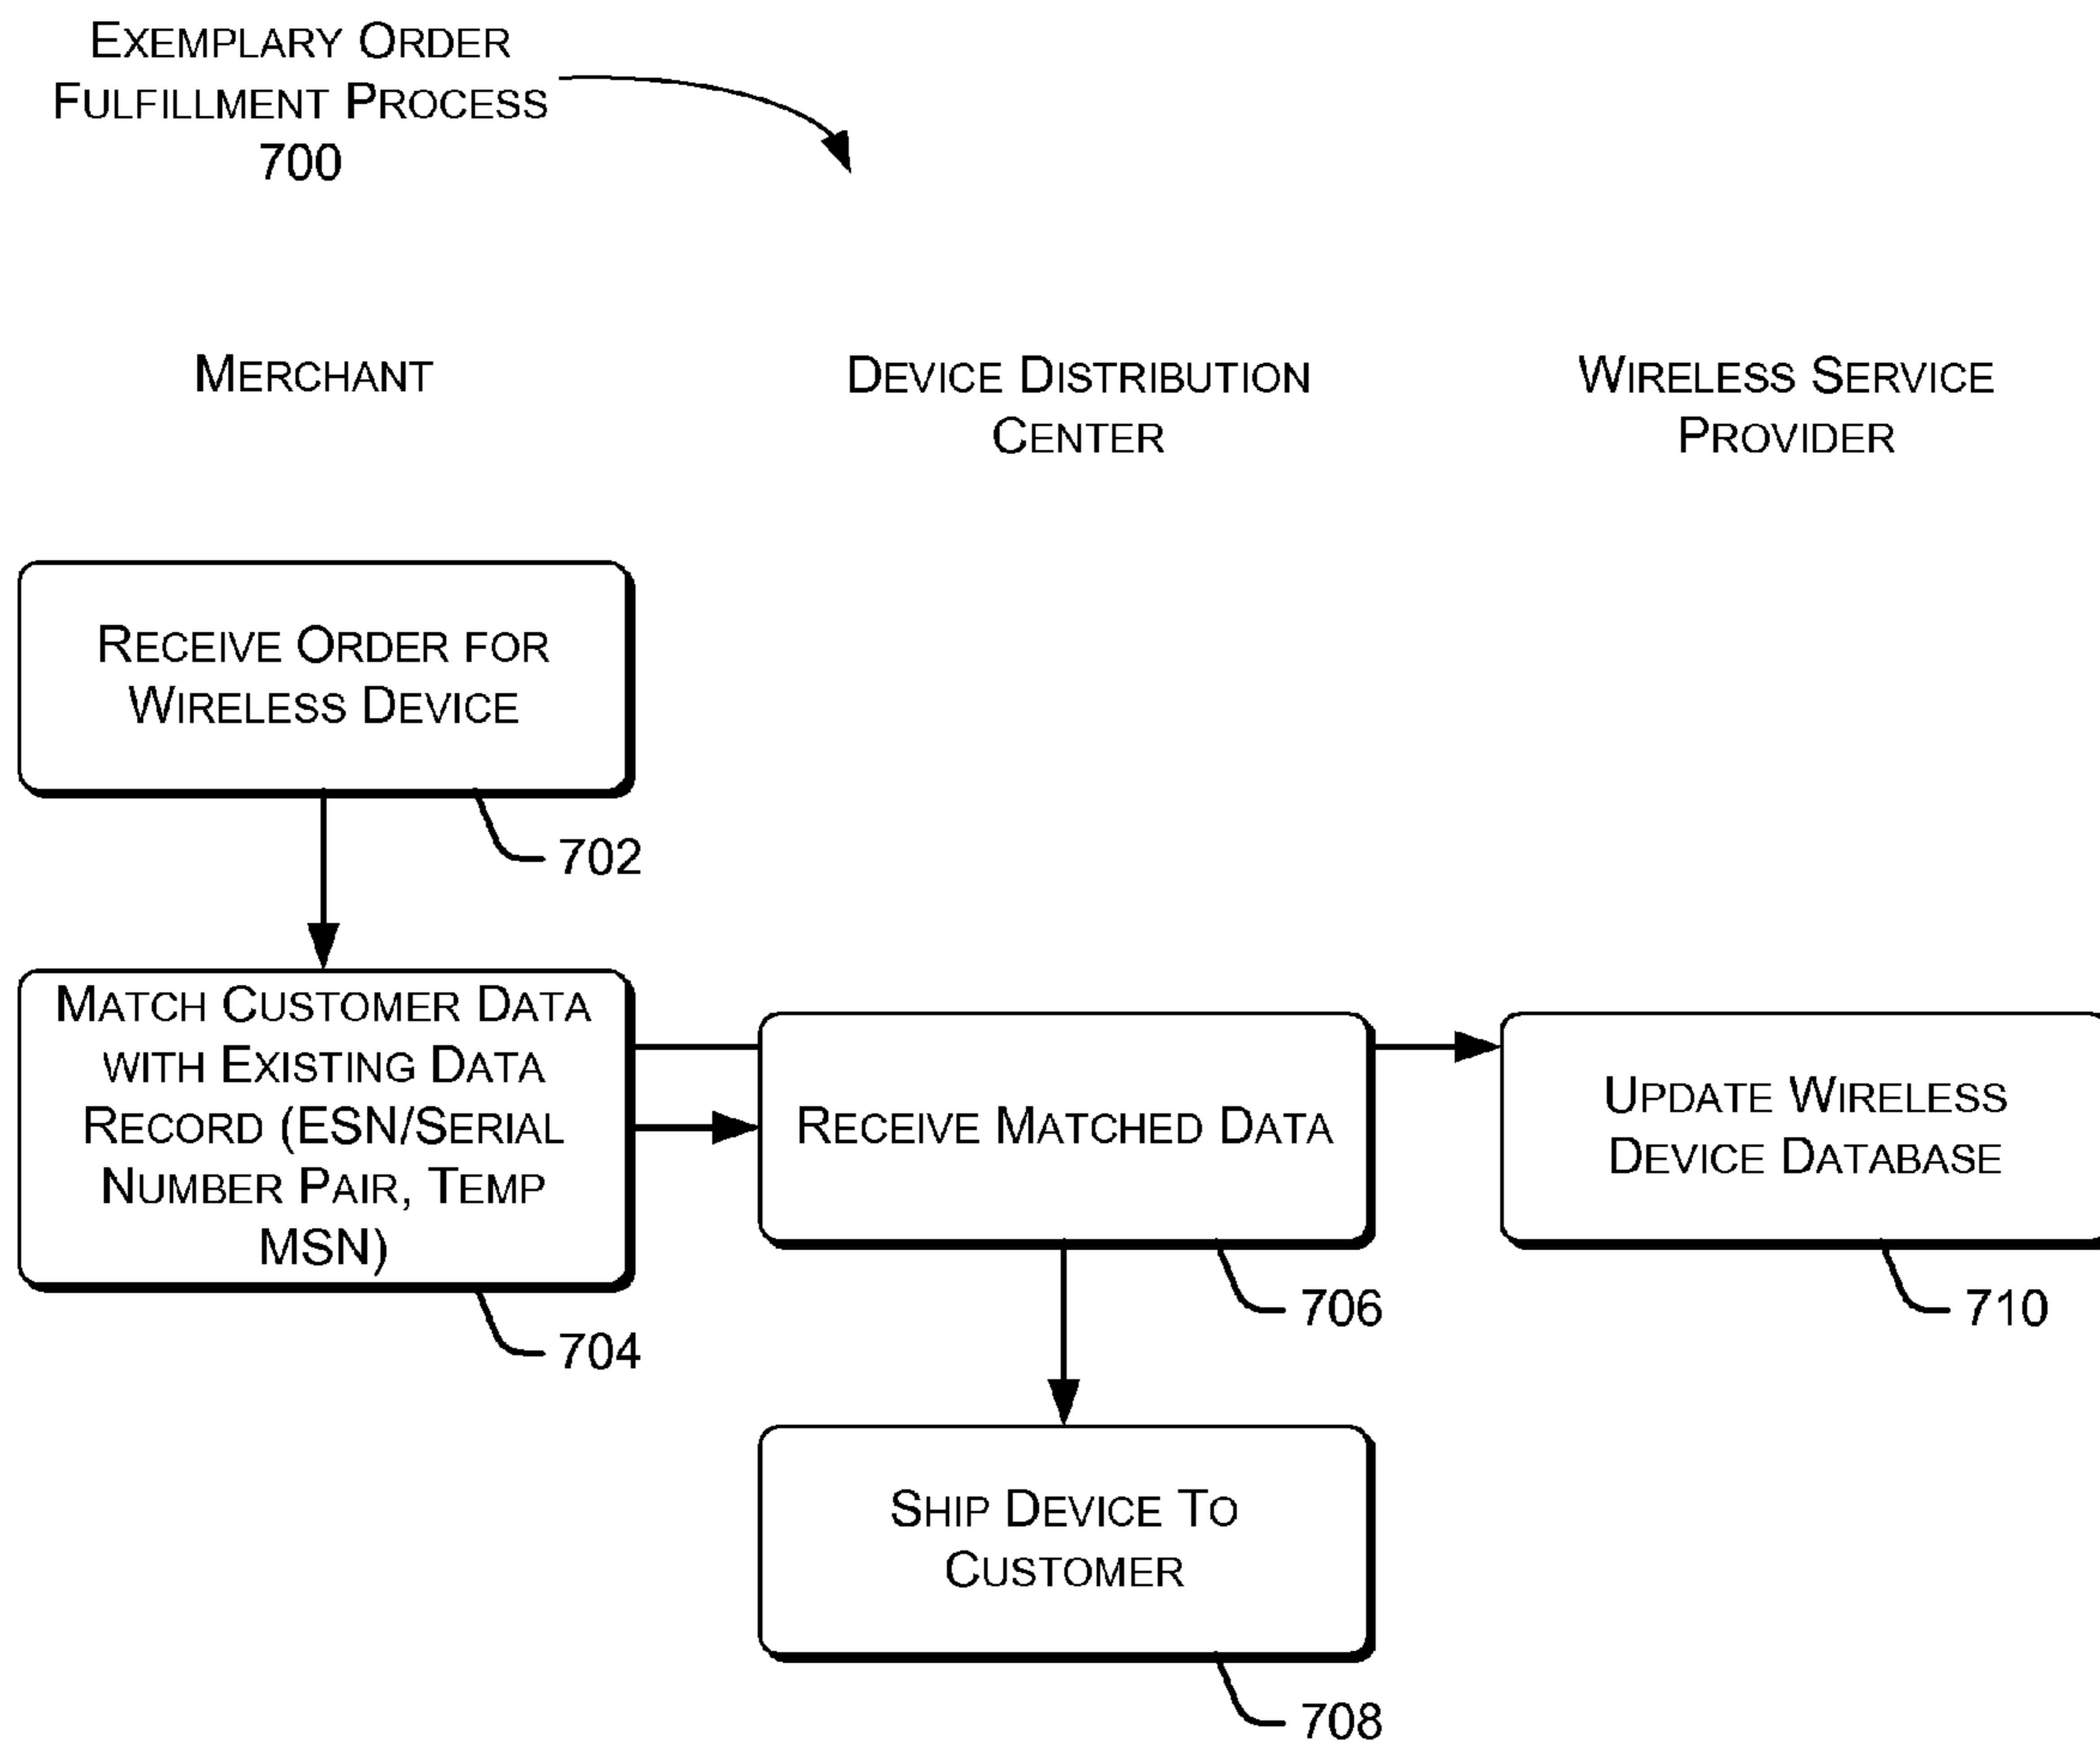 EXEMPLARY ORDER
FULFILLMENT PROCESS
700
MERCHANT
DEVICE DISTRIBUTION
CENTER
WIRELESS SERVICE
PROVIDER
RECEIVE ORDER FOR
WIRELESS DEVICE
702
MATCH CUSTOMER DATA
WITH EXISTING DATA
RECORD (ESN/SERIAL
NUMBER PAIR, TEMP
MSN)
704
RECEIVE MATCHED DATA
706
UPDATE WIRELESS
DEVICE DATABASE
710
SHIP DEVICE TO
CUSTOMER
708